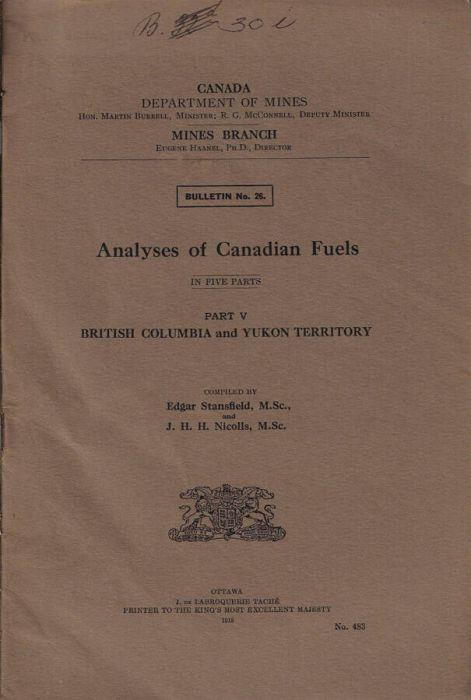 B. 30 i
CANADA
DEPARTMENT OF MINES
HON. MARTIN BURRELL, MINISTER; R. G. MCCONNELL, DEPUTY MINISTER
MINES BRANCH
EUGENE HAANEL, PH.D., DIRECTOR
BULLETIN No. 26.
Analyses of Canadian Fuels
IN FIVE PARTS
PART V
BRITISH COLUMBIA and YUKON TERRITORY
COMPILED BY
Edgar Stansfield, M.Sc.,
and
J. H. H. Nicolls, M.Sc.
OTTAWA
J. DE LABROQUERIE TACHÉ
PRINTER TO THE KING'S MOST EXCELLENT MAJESTY
1918
No. 483